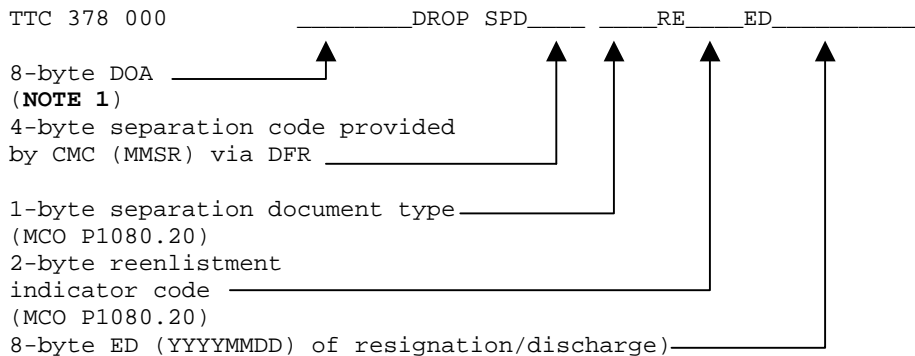 TTC 378 000 ________DROP SPD____ ____RE____ED__________
8-byte DOA
(NOTE 1)
4-byte separation code provided
by CMC (MMSR) via DFR
1-byte separation document type
(MCO P1080.20)
2-byte reenlistment
indicator code
(MCO P1080.20)
8-byte ED (YYYYMMDD) of resignation/discharge)